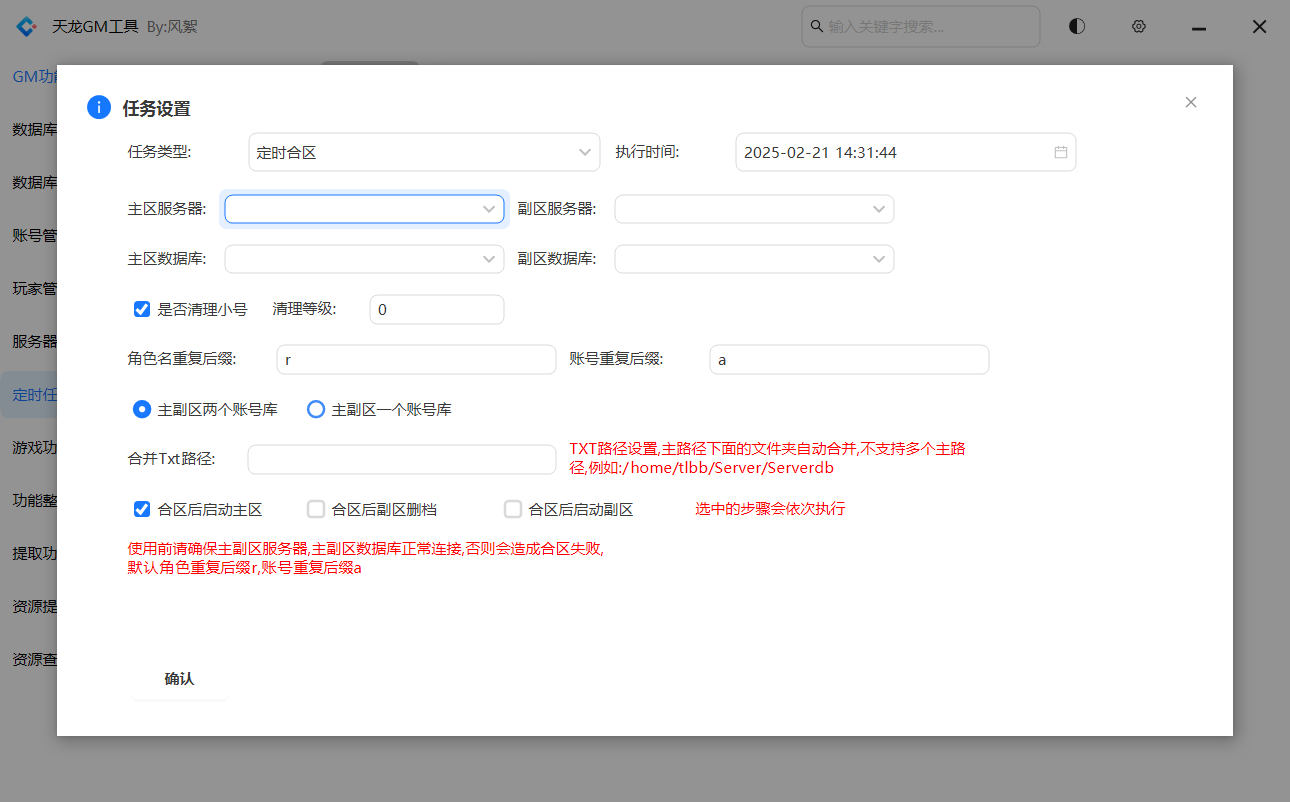 天龙GM工具 By:风絮
输入关键字搜索...
GM功
数据库
数据库
账号管
玩家管
服务器
定时任
游戏功
功能整
提取功
资源提
资源查
任务设置
任务类型: 定时合区 执行时间: 2025-02-21 14:31:44
主区服务器: 副区服务器:
主区数据库: 副区数据库:
是否清理小号 清理等级: 0
角色名重复后缀: r 账号重复后缀: a
主副区两个账号库 主副区一个账号库
合并Txt路径:
TXT路径设置,主路径下面的文件夹自动合并,不支持多个主路
径,例如:/home/tlbb/Server/Serverdb
合区后启动主区 合区后副区删档 合区后启动副区 选中的步骤会依次执行
使用前请确保主副区服务器,主副区数据库正常连接,否则会造成合区失败,
默认角色重复后缀r,账号重复后缀a
确认